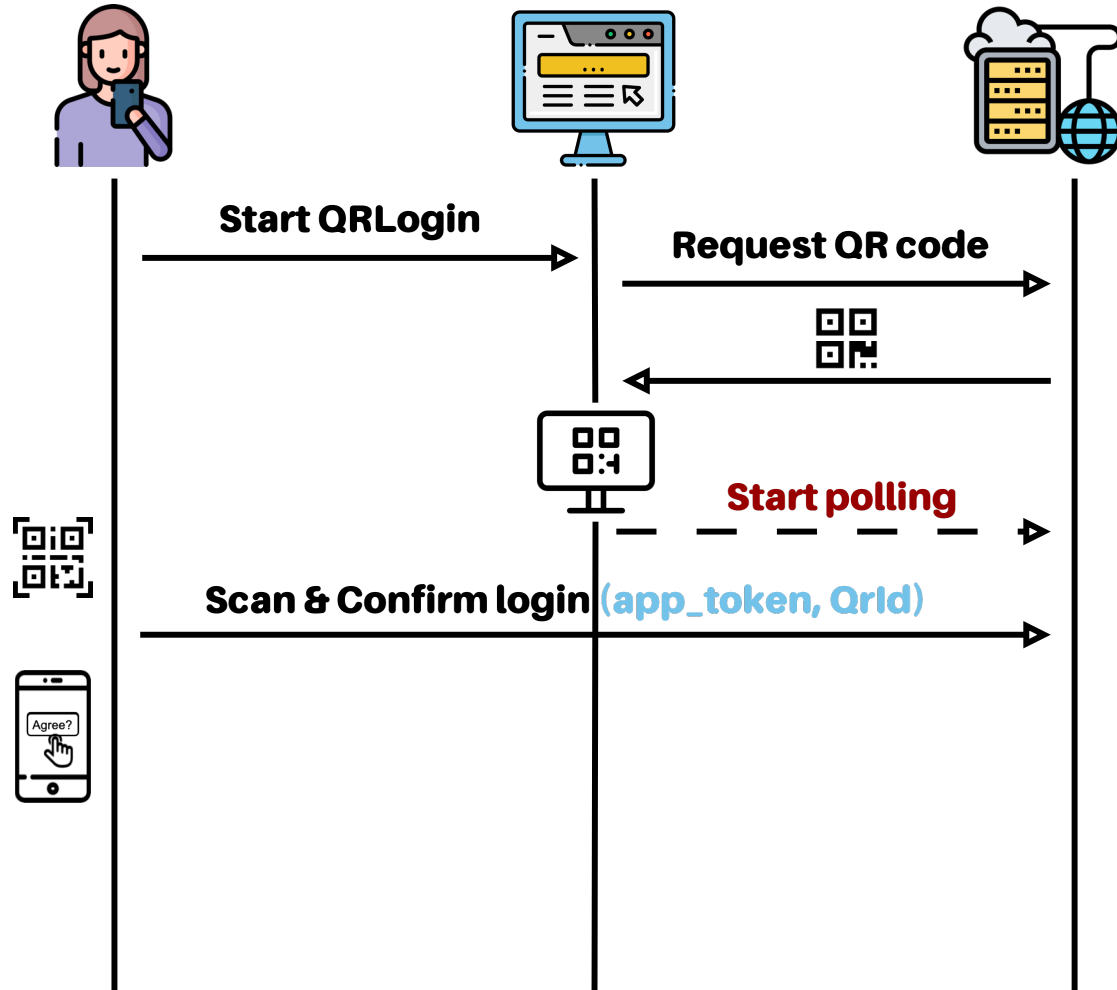 Start QRLogin
Request QR code
Start polling
Scan & Confirm login (app_token, QrId)
Agree?